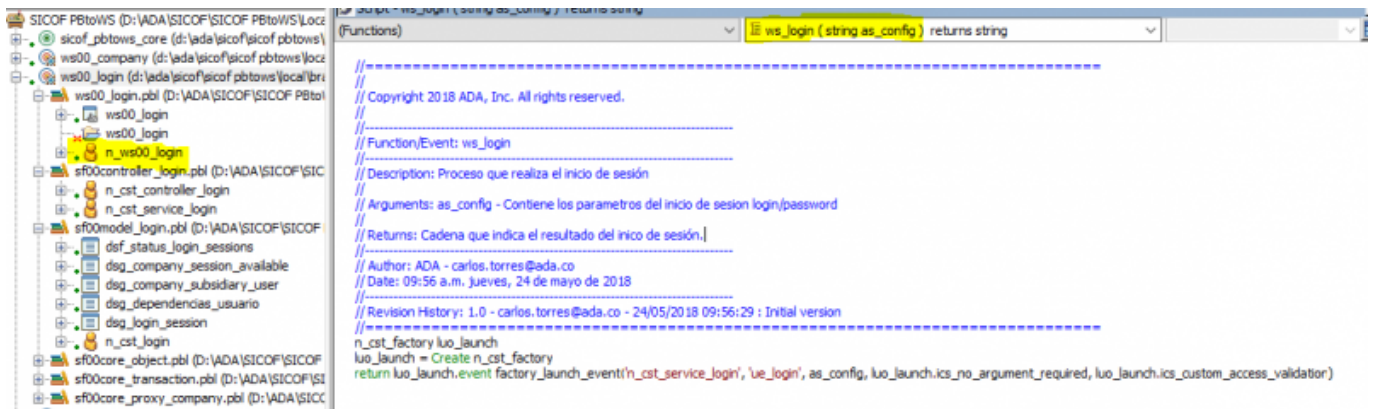 SICOF PBtoWS (D:\ADA\SICOF\SICOF PBtoWS\Loca
sicof_pbtows_core (d:\ada\sicof\sicof pbtows\
ws00_company (d:\ada\sicof\sicof pbtows\loca
ws00_login (d:\ada\sicof\sicof pbtows\local\bra
ws00_login.pbl (D:\ADA\SICOF\SICOF PBtoW
ws00_login
ws00_login
n_ws00_login
sf00controller_login.pbl (D:\ADA\SICOF\SIC
n_cst_controller_login
n_cst_service_login
sf00model_login.pbl (D:\ADA\SICOF\SICOF
dsf_status_login_sessions
dsg_company_session_available
dsg_company_subsidiary_user
dsg_dependencias_usuario
dsg_login_session
n_cst_login
sf00core_object.pbl (D:\ADA\SICOF\SICOF
sf00core_transaction.pbl (D:\ADA\SICOF\SI
sf00core_proxy_company.pbl (D:\ADA\SICO
Script - ws_login ( string as_config ) returns string
(Functions)
ws_login ( string as_config ) returns string
//==============================================================================
//
// Copyright 2018 ADA, Inc. All rights reserved.
//
//------------------------------------------------------------------------------
// Function/Event: ws_login
//------------------------------------------------------------------------------
// Description: Proceso que realiza el inicio de sesión
//
// Arguments: as_config - Contiene los parametros del inicio de sesion login/password
//
// Returns: Cadena que indica el resultado del inico de sesión.
//------------------------------------------------------------------------------
// Author: ADA - carlos.torres@ada.co
// Date: 09:56 a.m. jueves, 24 de mayo de 2018
//------------------------------------------------------------------------------
// Revision History: 1.0 - carlos.torres@ada.co - 24/05/2018 09:56:29 : Initial version
//==============================================================================
n_cst_factory luo_launch
luo_launch = Create n_cst_factory
return luo_launch.event factory_launch_event('n_cst_service_login', 'ue_login', as_config, luo_launch.ics_no_argument_required, luo_launch.ics_custom_access_validation)